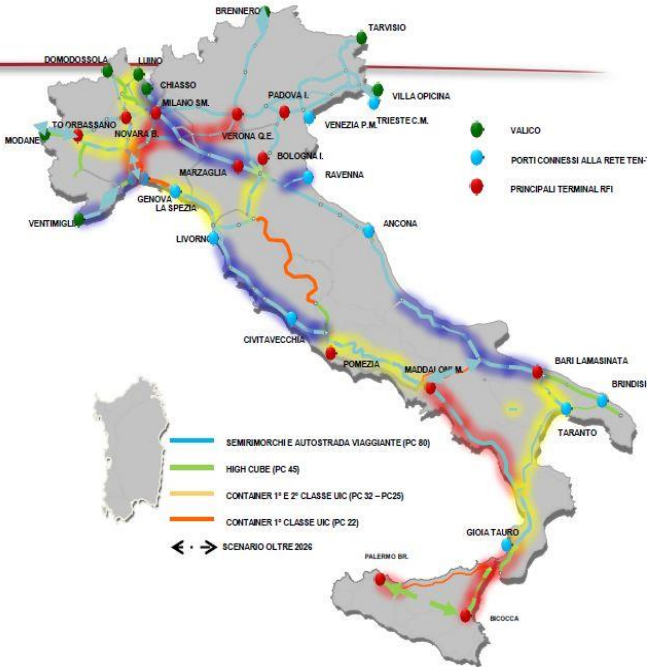 BRENNERO
TARVISIO
DOMODOSSOLA
LUINO
CHIASSO
MILANO SM.
PADOVA I.
VILLA OPICINA
TO ORBASSANO
NOVARA B.
VERONA Q.E.
VENEZIA P.M.
TRIESTE C.M.
MODANE
BOLOGNA I.
MARZAGLIA
RAVENNA
GENOVA
LA SPEZIA
VENTIMIGLI
LIVORNO
ANCONA
VALICO
PORTI CONNESSI ALLA RETE TEN-T
PRINCIPALI TERMINAL RFI
CIVITAVECCHIA
POMEZIA
MADDALONI M.
BARI LAMASINATA
BRINDISI
TARANTO
SEMIRIMORCHI E AUTOSTRADA VIAGGIANTE (PC 80)
HIGH CUBE (PC 45)
CONTAINER 1° E 2° CLASSE UIC (PC 32 – PC25)
CONTAINER 1° CLASSE UIC (PC 22)
SCENARIO OLTRE 2026
GIOIA TAURO
PALERMO BR.
BICOCCA